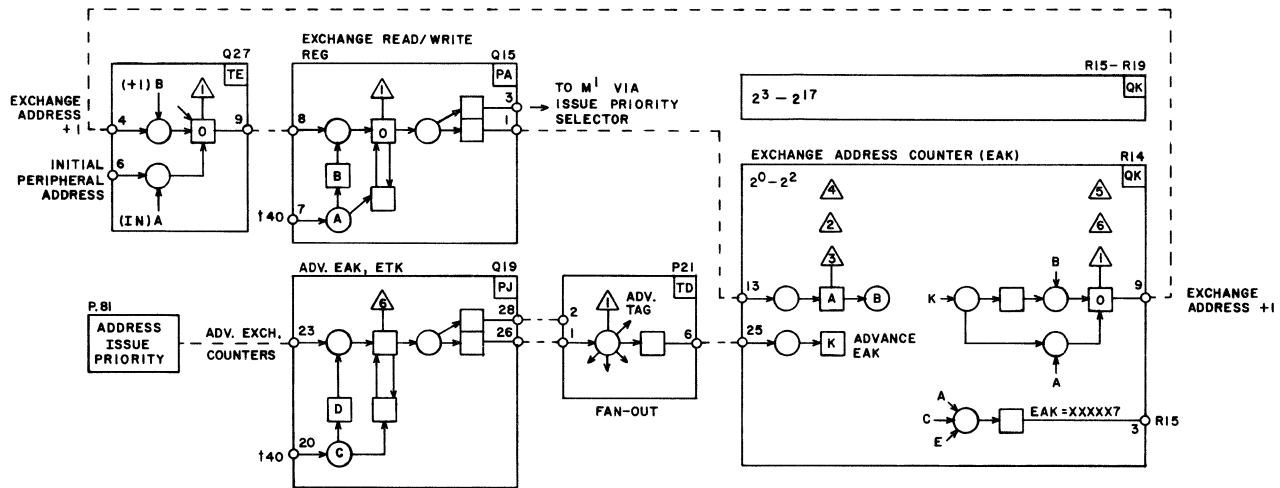 EXCHANGE READ/WRITE
REG
Q27
TE
(+1) B
1
EXCHANGE
ADDRESS
+1
4
O
9
6
INITIAL
PERIPHERAL
ADDRESS
(IN) A
Q15
PA
1
8
O
B
7
A
t40
3
1
TO M¹ VIA
ISSUE PRIORITY
SELECTOR
R15-R19
QK
2³ - 2¹⁷
EXCHANGE ADDRESS COUNTER (EAK)
R14
QK
2⁰ - 2²
4
2
3
5
6
1
13
A
B
25
K
ADVANCE
EAK
K
B
O
9
A
EXCHANGE
ADDRESS +1
A
C
E
EAK = XXXXX7
3
R15
ADV. EAK, ETK
Q19
PJ
6
P.81
ADDRESS
ISSUE
PRIORITY
ADV. EXCH.
COUNTERS
23
D
20
C
t40
28
26
P21
TD
2
1
1
ADV.
TAG
6
FAN-OUT